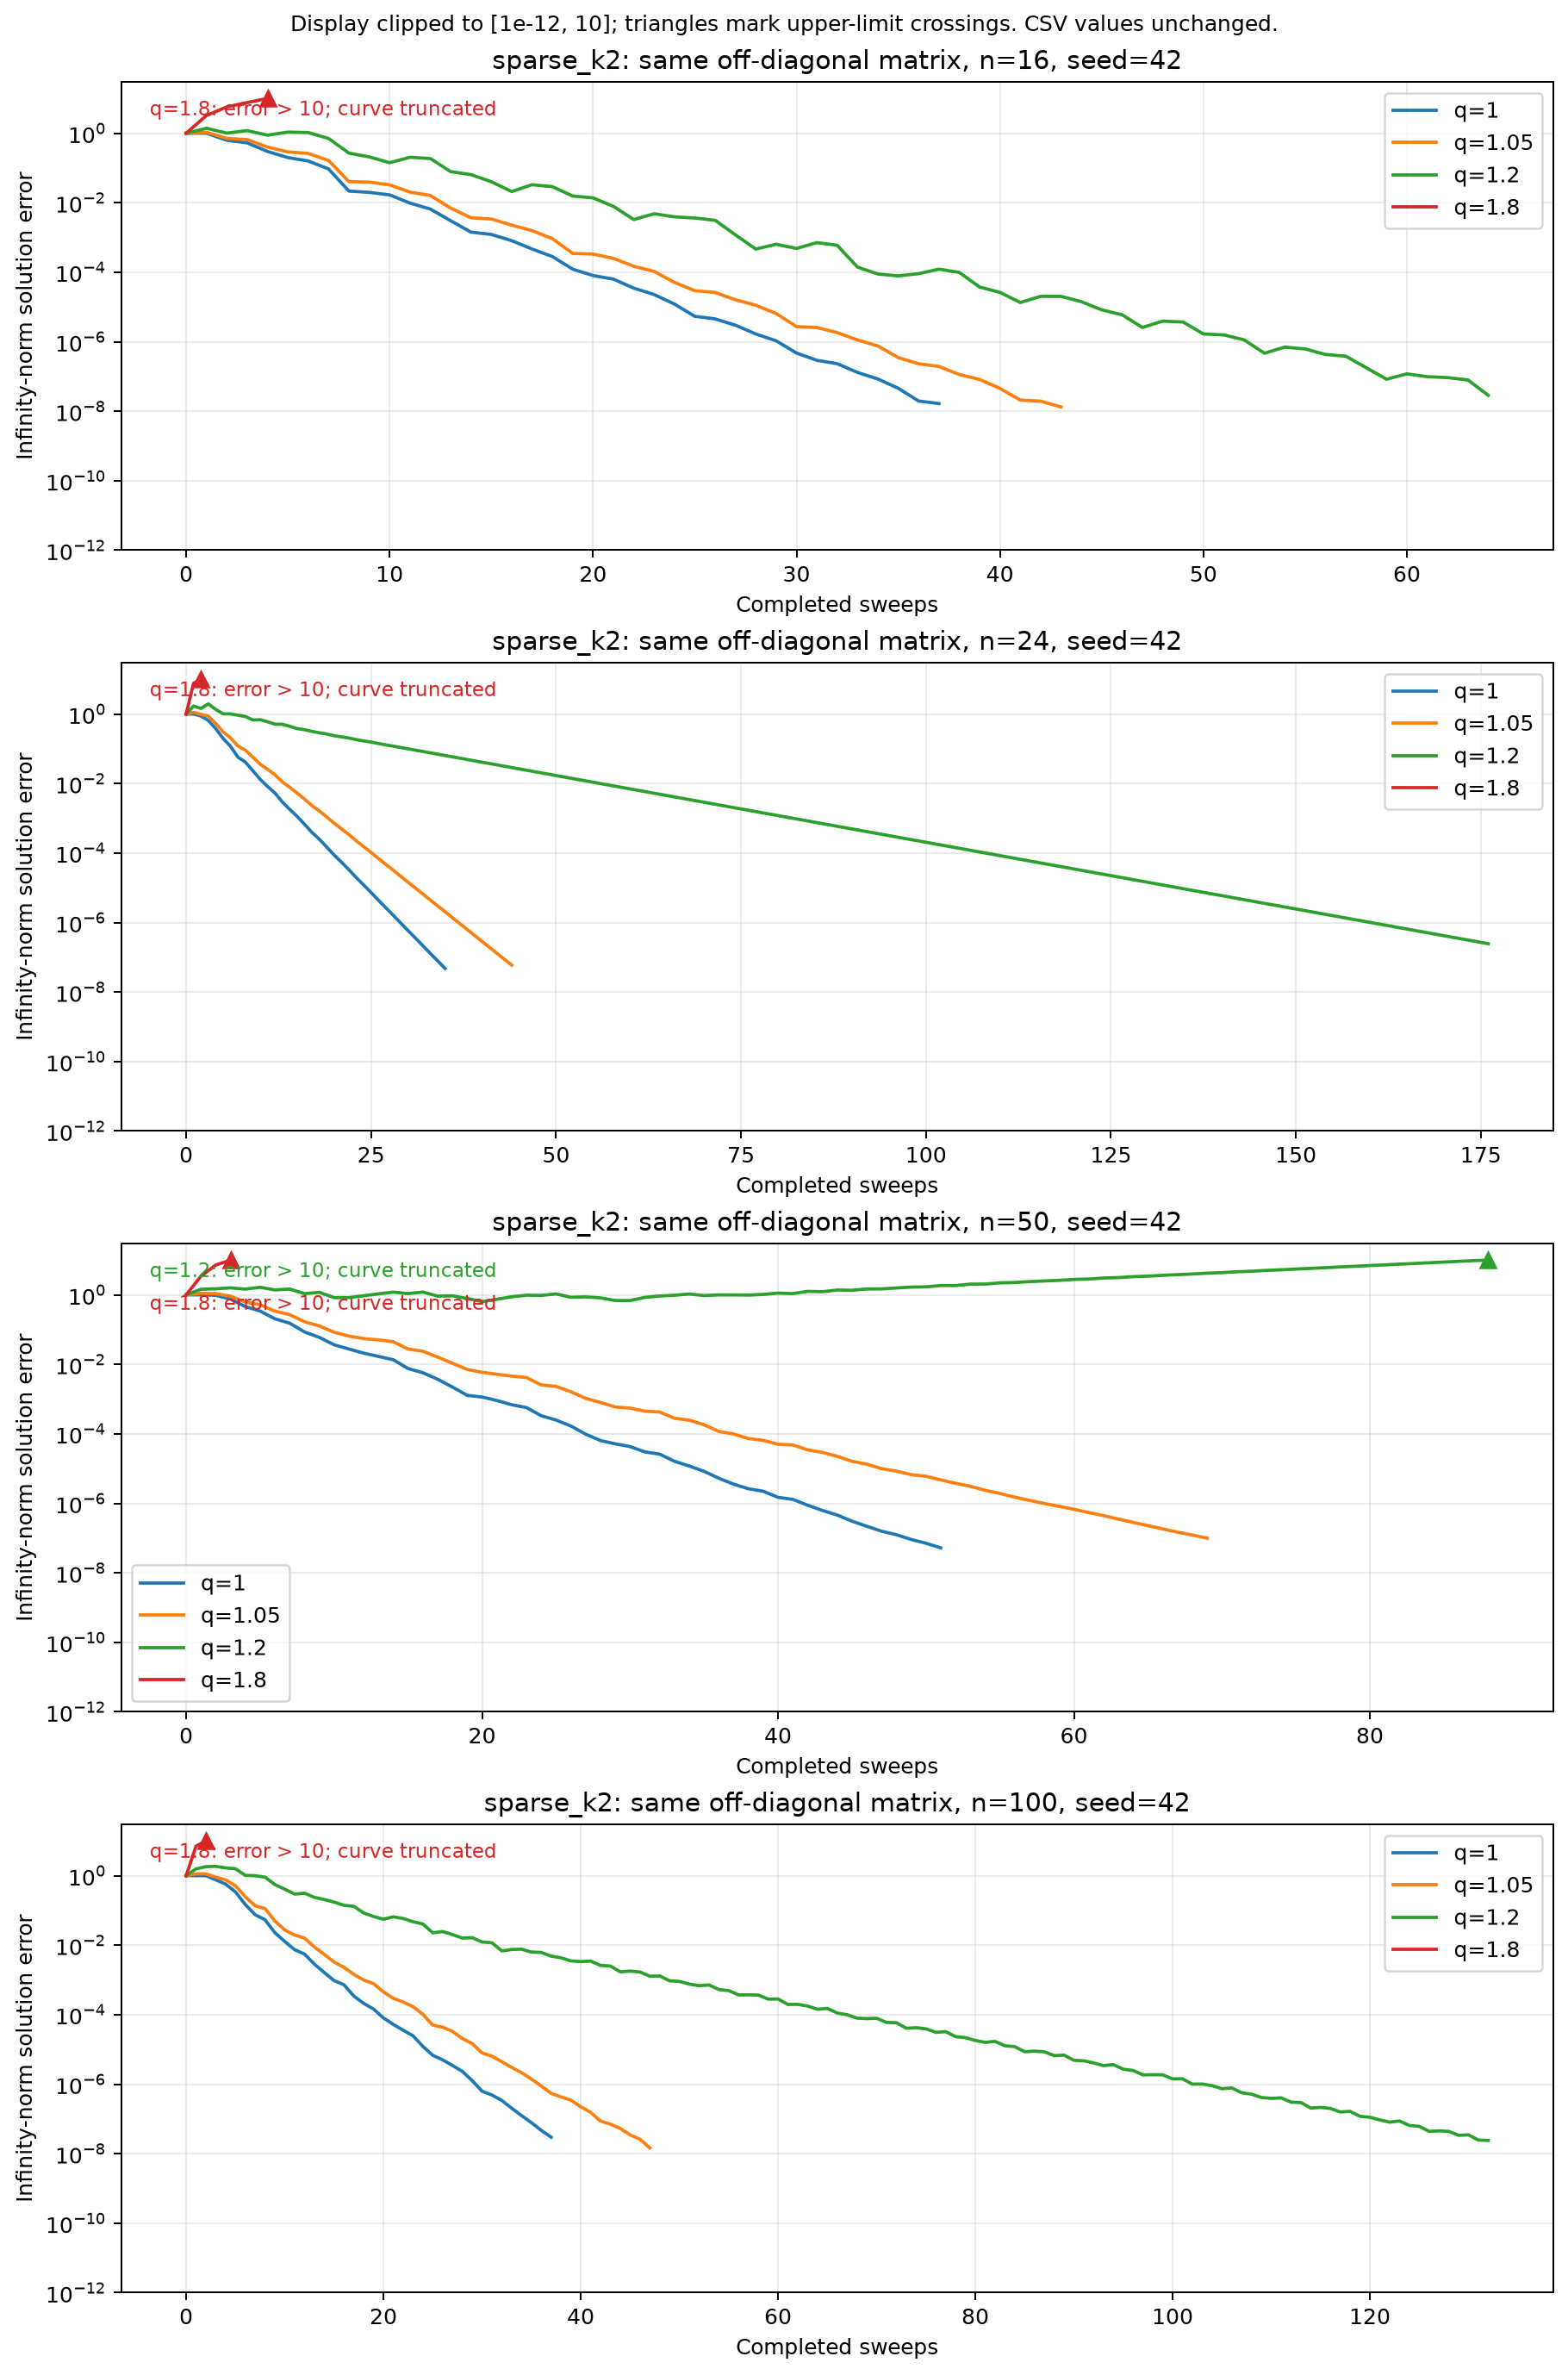 Display clipped to [1e-12, 10]; triangles mark upper-limit crossings. CSV values unchanged.
sparse_k2: same off-diagonal matrix, n=16, seed=42
q=1.8: error > 10; curve truncated
q=1
q=1.05
q=1.2
q=1.8
Infinity-norm solution error
10⁰
10⁻²
10⁻⁴
10⁻⁶
10⁻⁸
10⁻¹⁰
10⁻¹²
0 10 20 30 40 50 60
Completed sweeps
sparse_k2: same off-diagonal matrix, n=24, seed=42
q=1.8: error > 10; curve truncated
q=1
q=1.05
q=1.2
q=1.8
Infinity-norm solution error
10⁰
10⁻²
10⁻⁴
10⁻⁶
10⁻⁸
10⁻¹⁰
10⁻¹²
0 25 50 75 100 125 150 175
Completed sweeps
sparse_k2: same off-diagonal matrix, n=50, seed=42
q=1.2: error > 10; curve truncated
q=1.8: error > 10; curve truncated
Infinity-norm solution error
10⁰
10⁻²
10⁻⁴
10⁻⁶
10⁻⁸
10⁻¹⁰
10⁻¹²
q=1
q=1.05
q=1.2
q=1.8
0 20 40 60 80
Completed sweeps
sparse_k2: same off-diagonal matrix, n=100, seed=42
q=1.8: error > 10; curve truncated
q=1
q=1.05
q=1.2
q=1.8
Infinity-norm solution error
10⁰
10⁻²
10⁻⁴
10⁻⁶
10⁻⁸
10⁻¹⁰
10⁻¹²
0 20 40 60 80 100 120
Completed sweeps